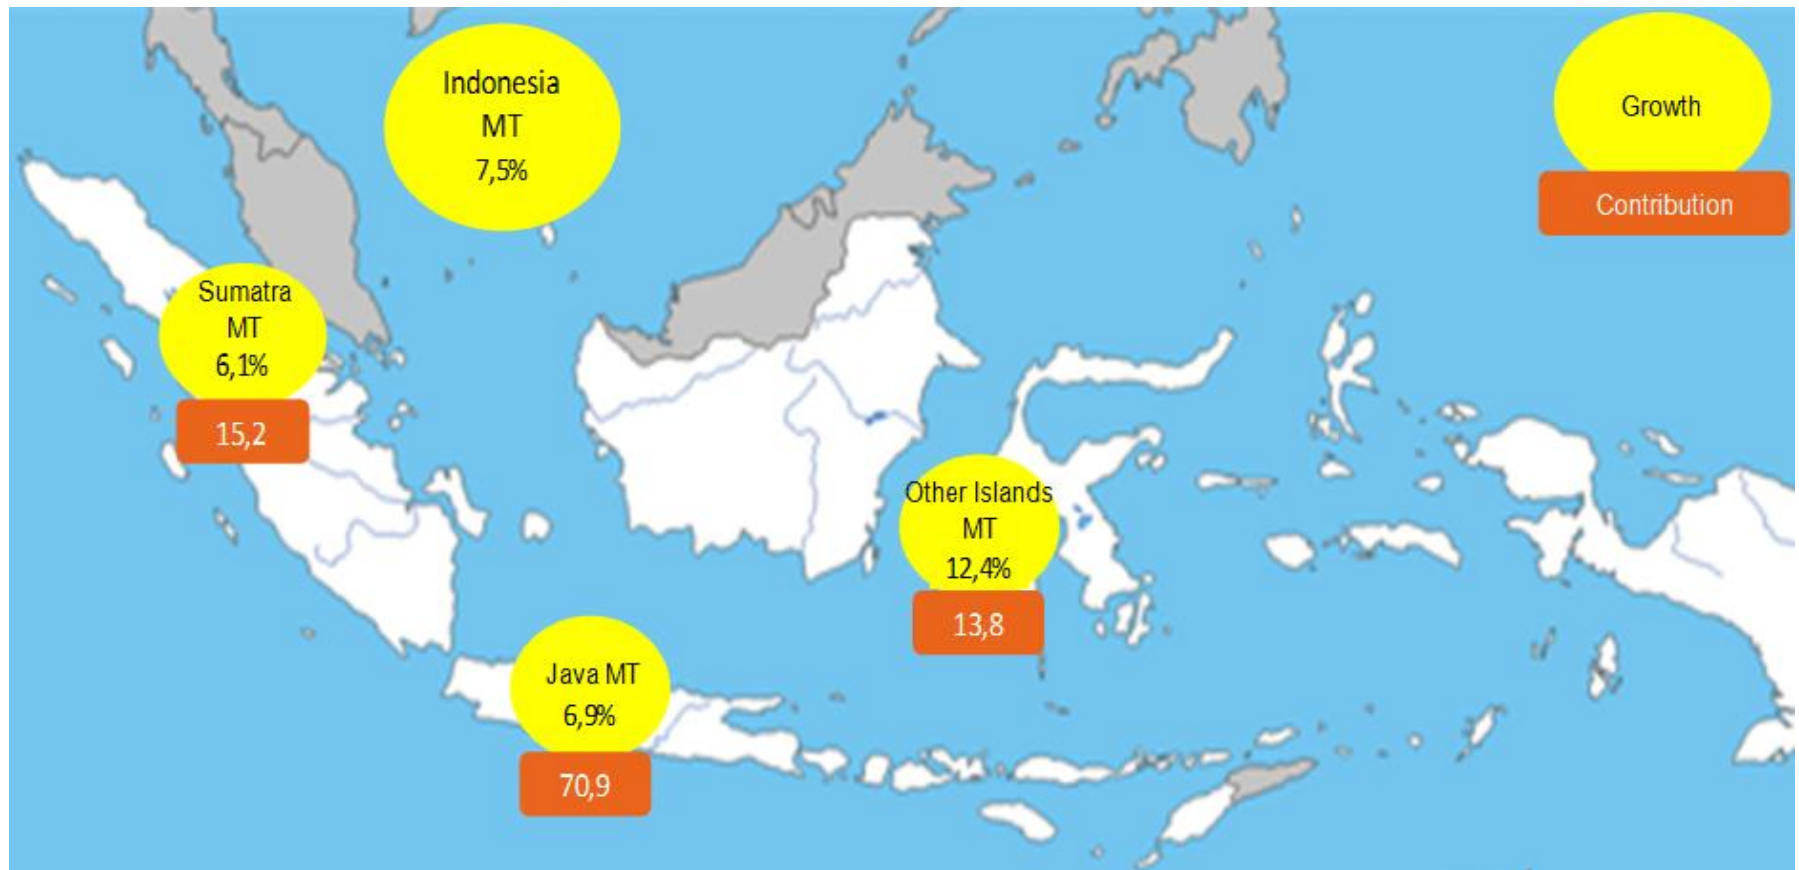 Indonesia
MT
7,5%
Growth
Contribution
Sumatra
MT
6,1%
15,2
Other Islands
MT
12,4%
13,8
Java MT
6,9%
70,9